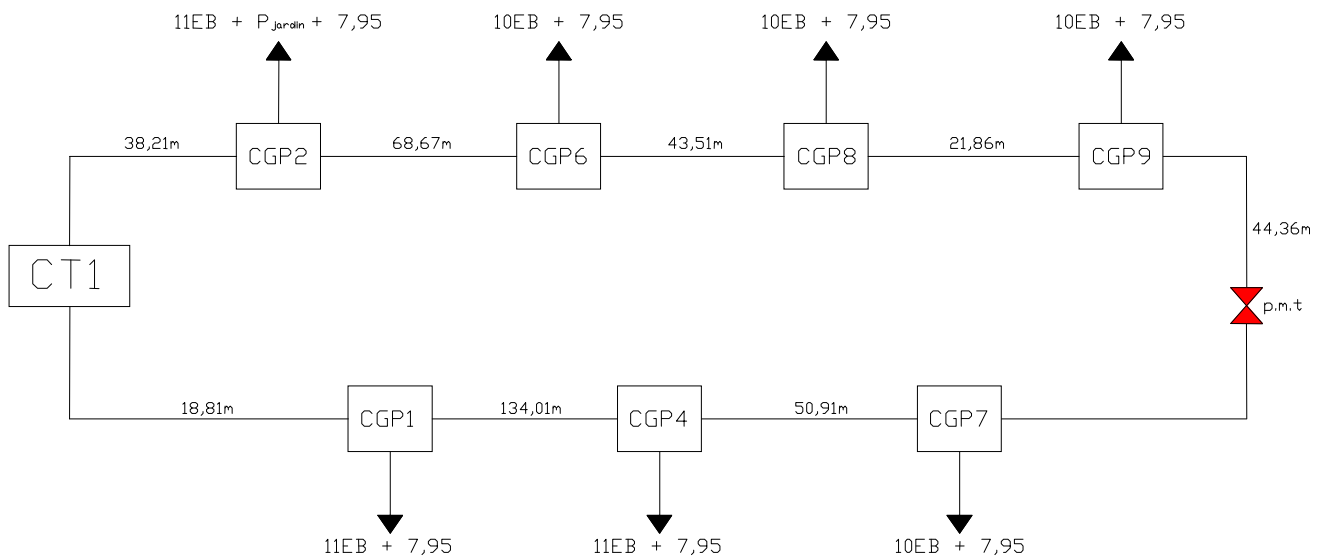 11EB + Pjardin + 7,95
10EB + 7,95
10EB + 7,95
10EB + 7,95
38,21m
CGP2
68,67m
CGP6
43,51m
CGP8
21,86m
CGP9
44,36m
CT1
p.m.t
18,81m
CGP1
134,01m
CGP4
50,91m
CGP7
11EB + 7,95
11EB + 7,95
10EB + 7,95